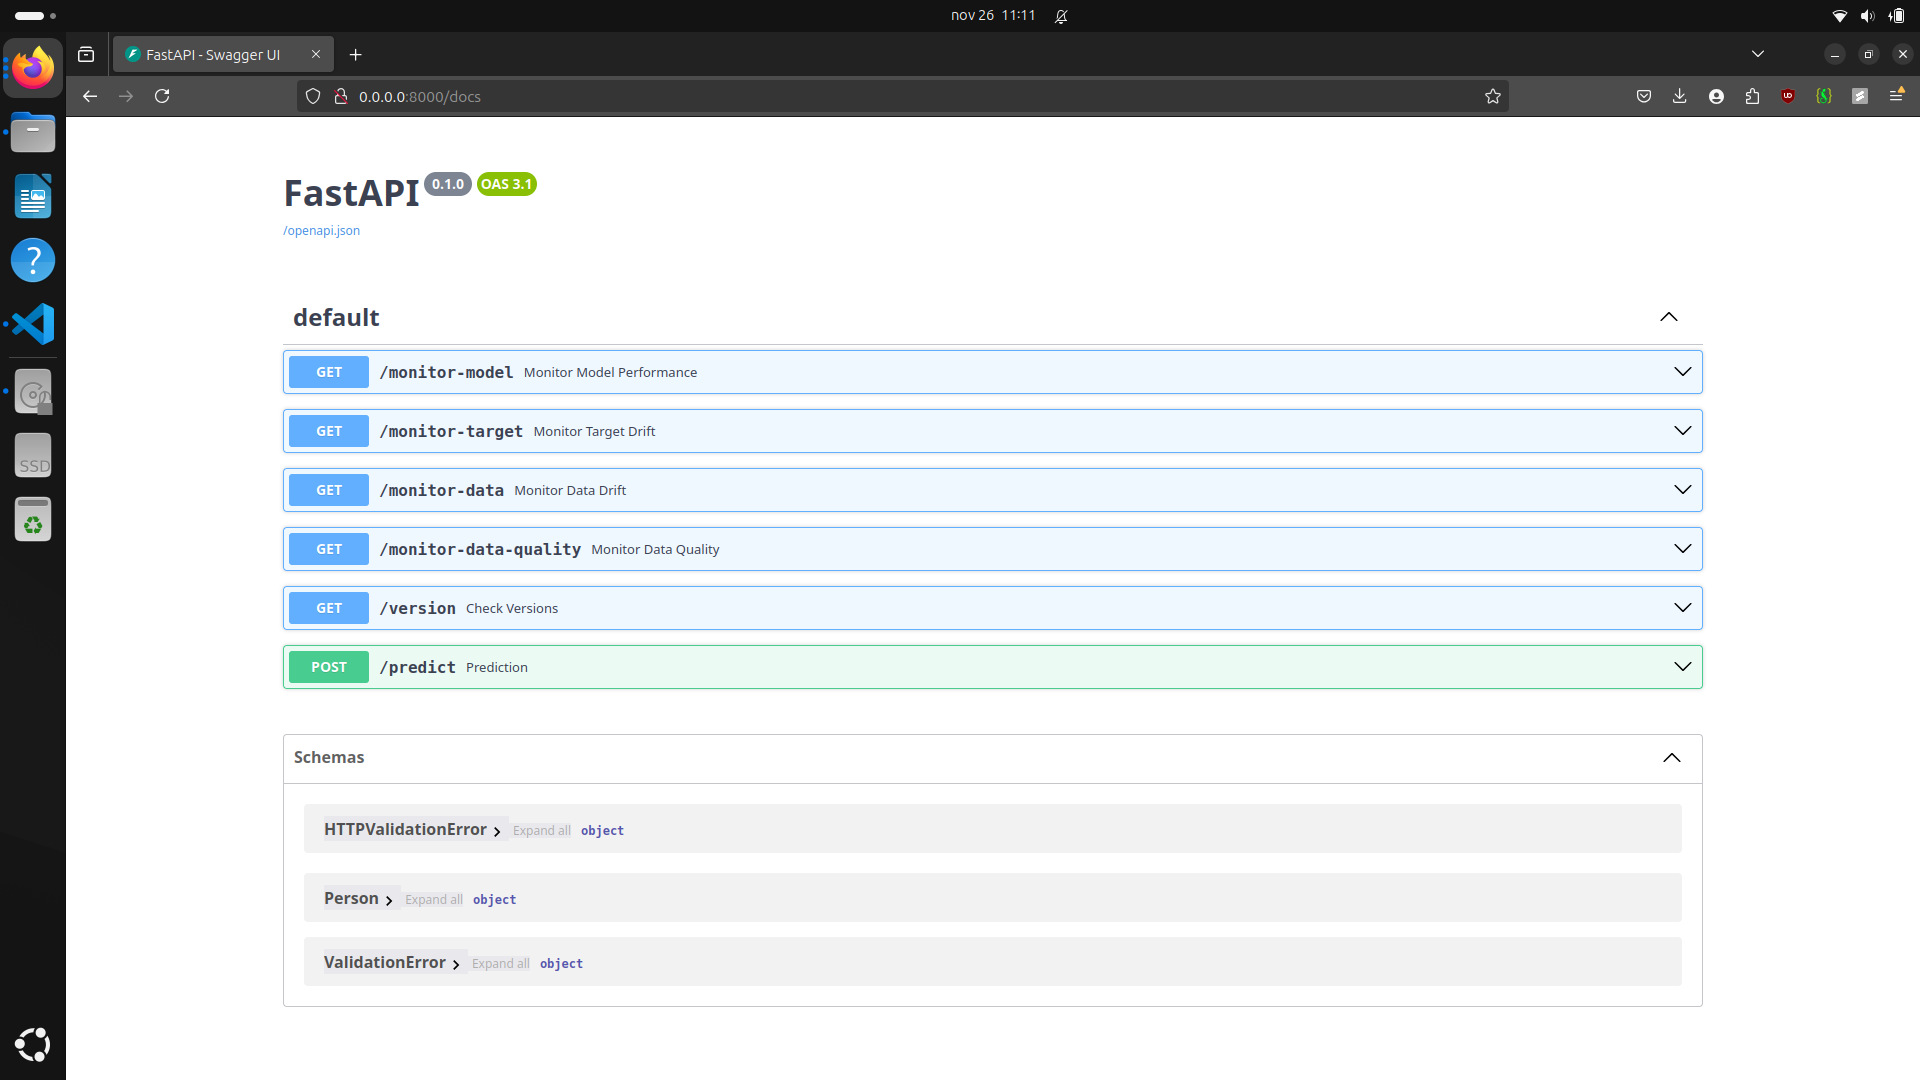 nov 26 11:11
FastAPI - Swagger UI
0.0.0.0:8000/docs
FastAPI 0.1.0 OAS 3.1
/openapi.json
default
GET /monitor-model Monitor Model Performance
GET /monitor-target Monitor Target Drift
GET /monitor-data Monitor Data Drift
GET /monitor-data-quality Monitor Data Quality
SSD
GET /version Check Versions
POST /predict Prediction
Schemas
HTTPValidationError Expand all object
Person Expand all object
ValidationError Expand all object